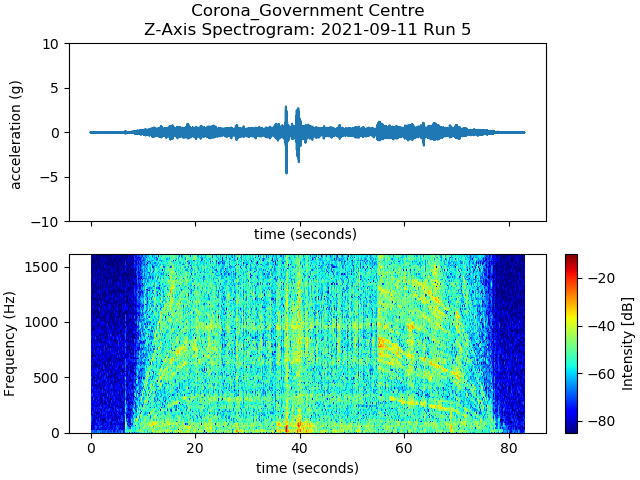 Corona_Government Centre
Z-Axis Spectrogram: 2021-09-11 Run 5
10
5
0
−5
−10
acceleration (g)
time (seconds)
1500
1000
500
0
Frequency (Hz)
0 20 40 60 80
time (seconds)
−20
−40
−60
−80
Intensity [dB]